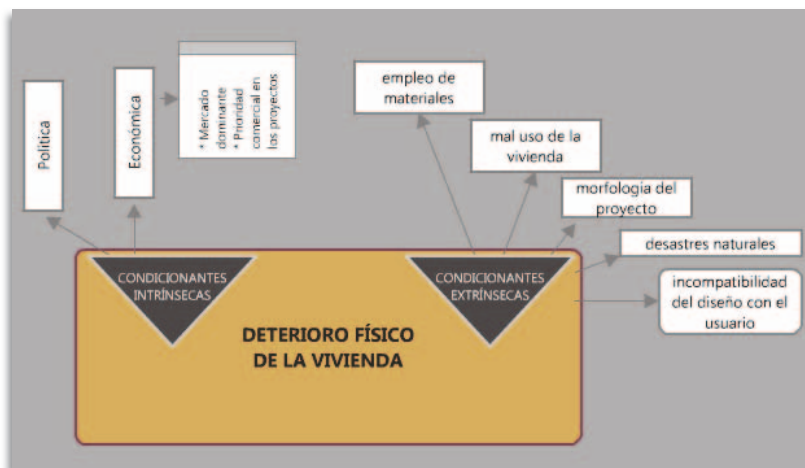 Política
Económica
* Mercado
dominante
* Prioridad
comercial en
los proyectos
empleo de
materiales
mal uso de la
vivienda
morfologia del
proyecto
desastres naturales
incompatibilidad
del diseño con el
usuario
CONDICIONANTES
INTRÍNSECAS
CONDICIONANTES
EXTRÍNSECAS
DETERIORO FÍSICO
DE LA VIVIENDA